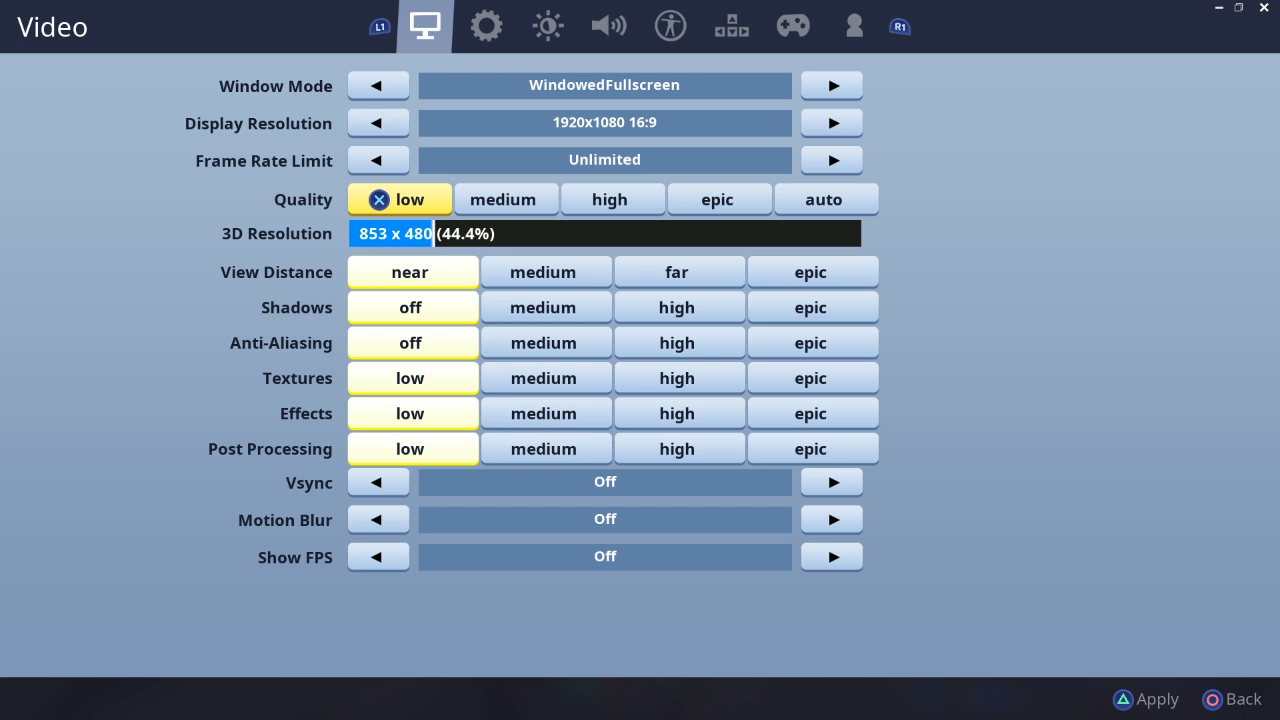 Video
L1
R1
Window Mode WindowedFullscreen
Display Resolution 1920x1080 16:9
Frame Rate Limit Unlimited
Quality low medium high epic auto
3D Resolution 853 x 480 (44.4%)
View Distance near medium far epic
Shadows off medium high epic
Anti-Aliasing off medium high epic
Textures low medium high epic
Effects low medium high epic
Post Processing low medium high epic
Vsync Off
Motion Blur Off
Show FPS Off
Apply Back